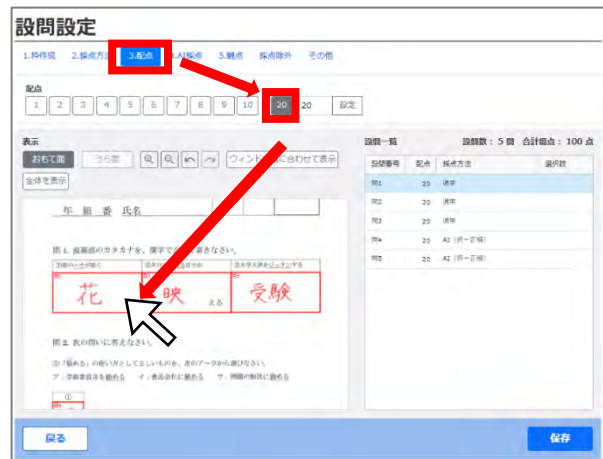 設問設定
1.枠作成 2.採点方法 3.配点 4.AI採点 5.観点 採点除外 その他
配点
1 2 3 4 5 6 7 8 9 10 20 20 設定
表示
おもて面 うら面 ウィンドウ に合わせて表示
全体を表示
年 組 番 氏名
問1. 傍線部のカタカナを、漢字で 書きなさい。
花 映 える 受験
問2. 次の問いに答えなさい。
①
設問一覧 設問数：5 問 合計得点：100 点
設問番号 配点 採点方法 選択肢
問1 20 通常
問2 20 通常
問3 20 通常
問4 20 AI（択一正解）
問5 20 AI（択一正解）
戻る 保存